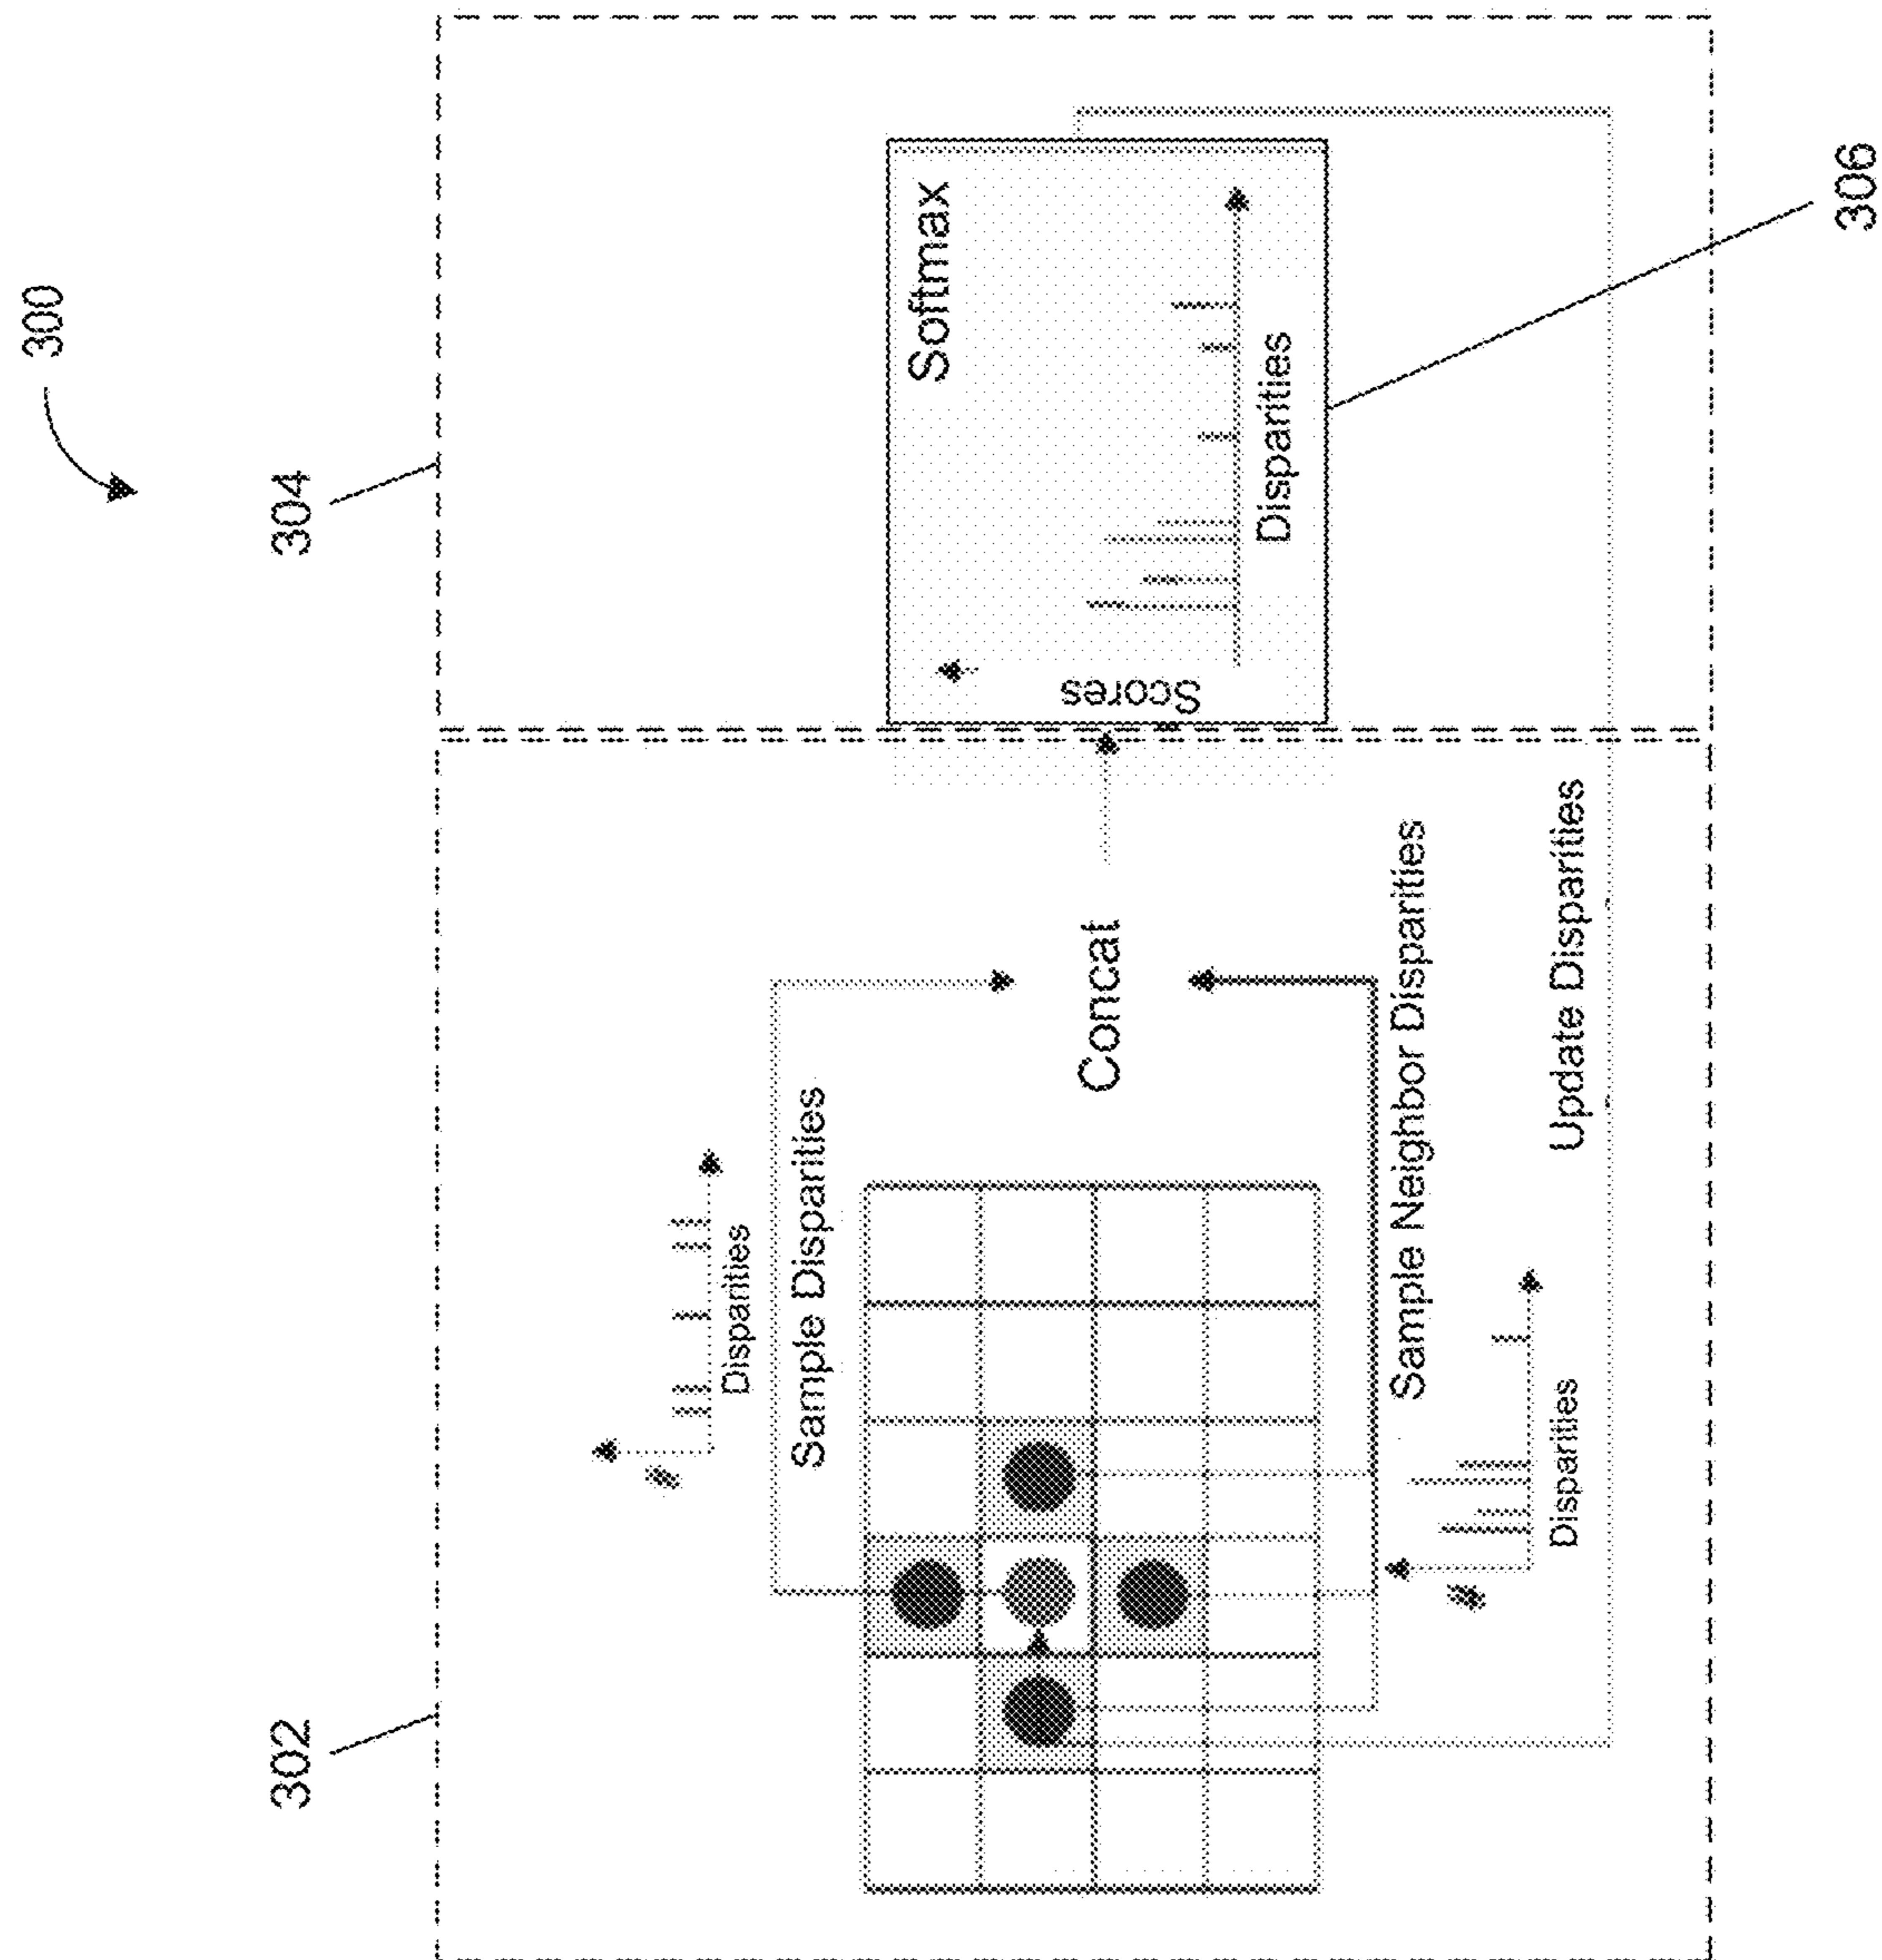 300
302
304
Disparities
Sample Disparities
Softmax
Scores
Disparities
Concat
Sample Neighbor Disparities
Disparities
Update Disparities
306